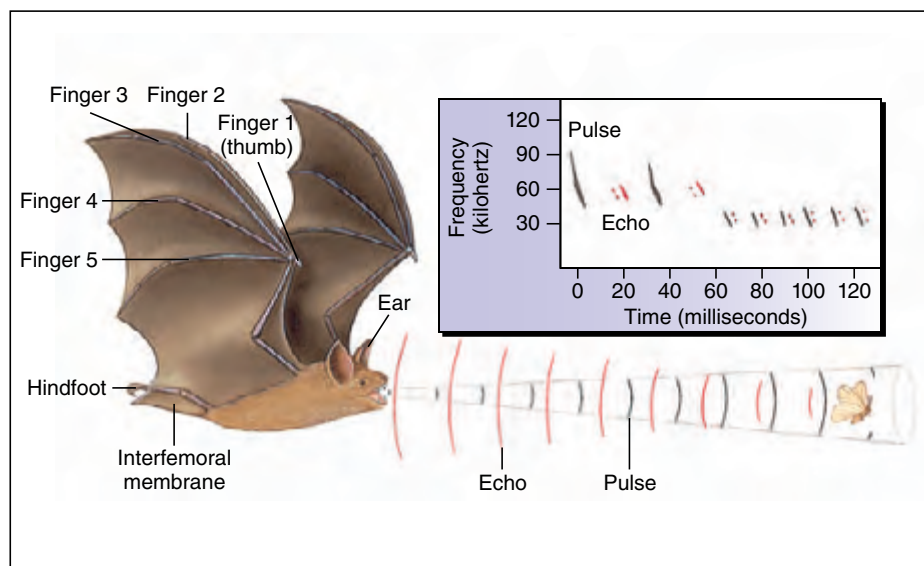 Finger 3
Finger 2
Finger 1
(thumb)
Finger 4
Finger 5
Ear
Hindfoot
Interfemoral
membrane
Echo
Pulse
Frequency
(kilohertz)
120
90
60
30
Pulse
Echo
0 20 40 60 80 100 120
Time (milliseconds)